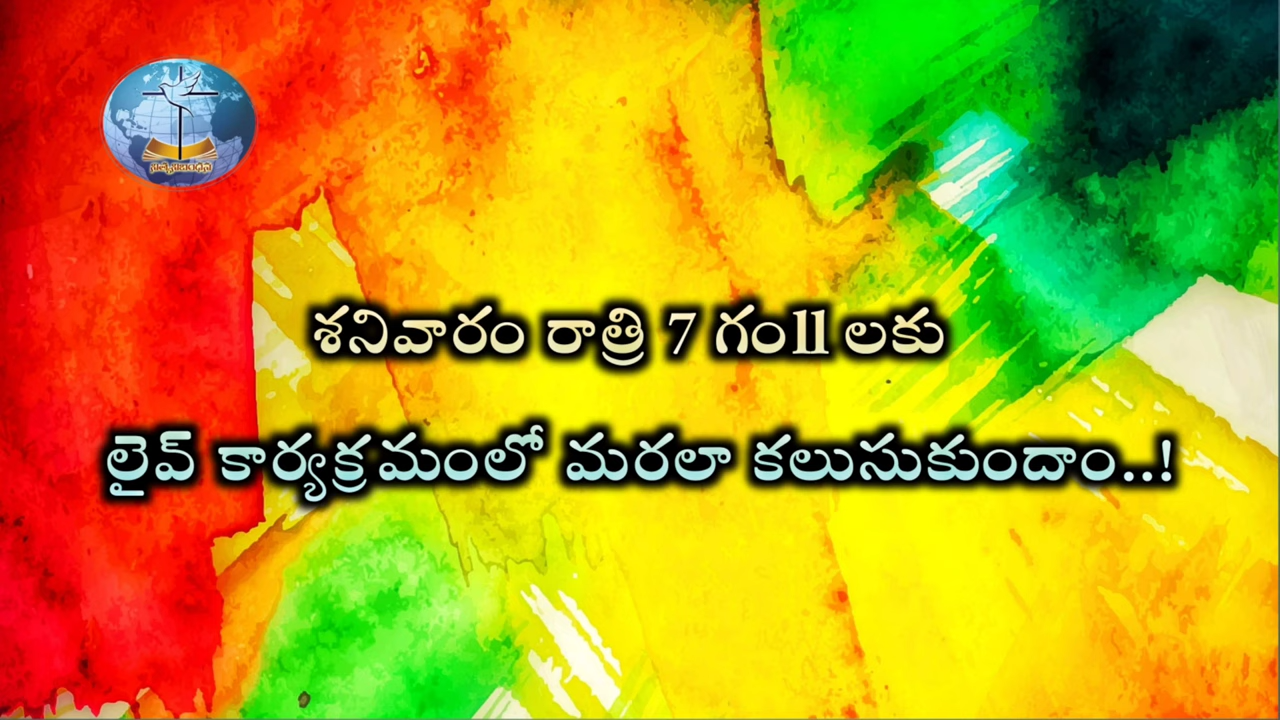 శనివారం రాత్రి 7 గం॥ లకు
లైవ్ కార్యక్రమంలో మరలా కలుసుకుందాం..!